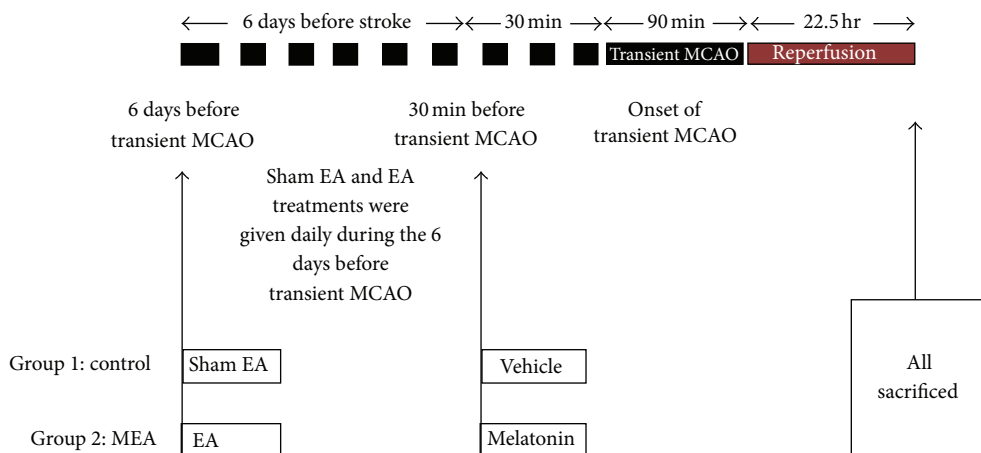 6 days before stroke
30 min
90 min
22.5 hr
Transient MCAO
Reperfusion
6 days before
transient MCAO
30 min before
transient MCAO
Onset of
transient MCAO
Sham EA and EA
treatments were
given daily during the 6
days before
transient MCAO
Group 1: control
Sham EA
Vehicle
All
sacrificed
Group 2: MEA
EA
Melatonin